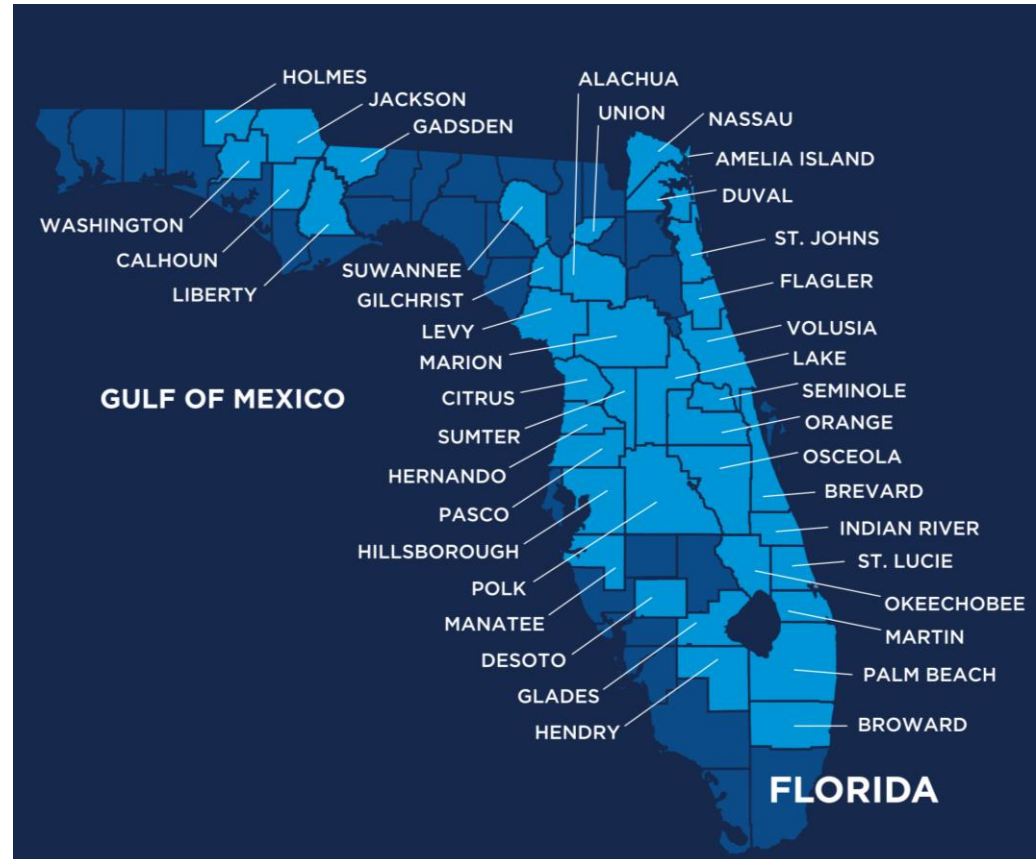 HOLMES
JACKSON
GADSDEN
WASHINGTON
CALHOUN
LIBERTY
ALACHUA
UNION
NASSAU
AMELIA ISLAND
DUVAL
ST. JOHNS
FLAGLER
VOLUSIA
LAKE
SEMINOLE
ORANGE
OSCEOLA
BREVARD
INDIAN RIVER
ST. LUCIE
OKEECHOBEE
MARTIN
PALM BEACH
BROWARD
SUWANNEE
GILCHRIST
LEVY
MARION
CITRUS
SUMTER
HERNANDO
PASCO
HILLSBOROUGH
POLK
MANATEE
DESOTO
GLADES
HENDRY
GULF OF MEXICO
FLORIDA